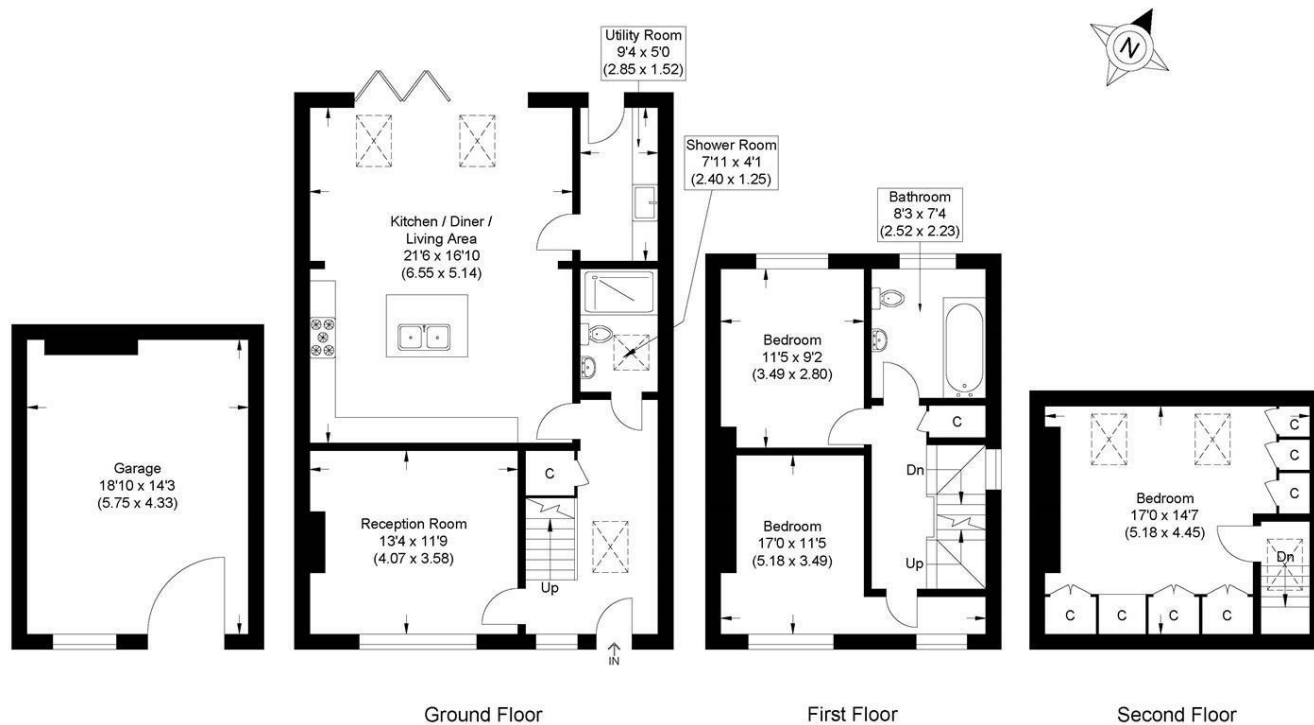 N
Utility Room
9'4 x 5'0
(2.85 x 1.52)
Shower Room
7'11 x 4'1
(2.40 x 1.25)
Kitchen / Diner /
Living Area
21'6 x 16'10
(6.55 x 5.14)
Bathroom
8'3 x 7'4
(2.52 x 2.23)
Bedroom
11'5 x 9'2
(3.49 x 2.80)
Garage
18'10 x 14'3
(5.75 x 4.33)
Reception Room
13'4 x 11'9
(4.07 x 3.58)
C
Up
IN
Bedroom
17'0 x 11'5
(5.18 x 3.49)
C
Dn
Up
Bedroom
17'0 x 14'7
(5.18 x 4.45)
C
C
C
Dn
C
C
C
C
Ground Floor
First Floor
Second Floor